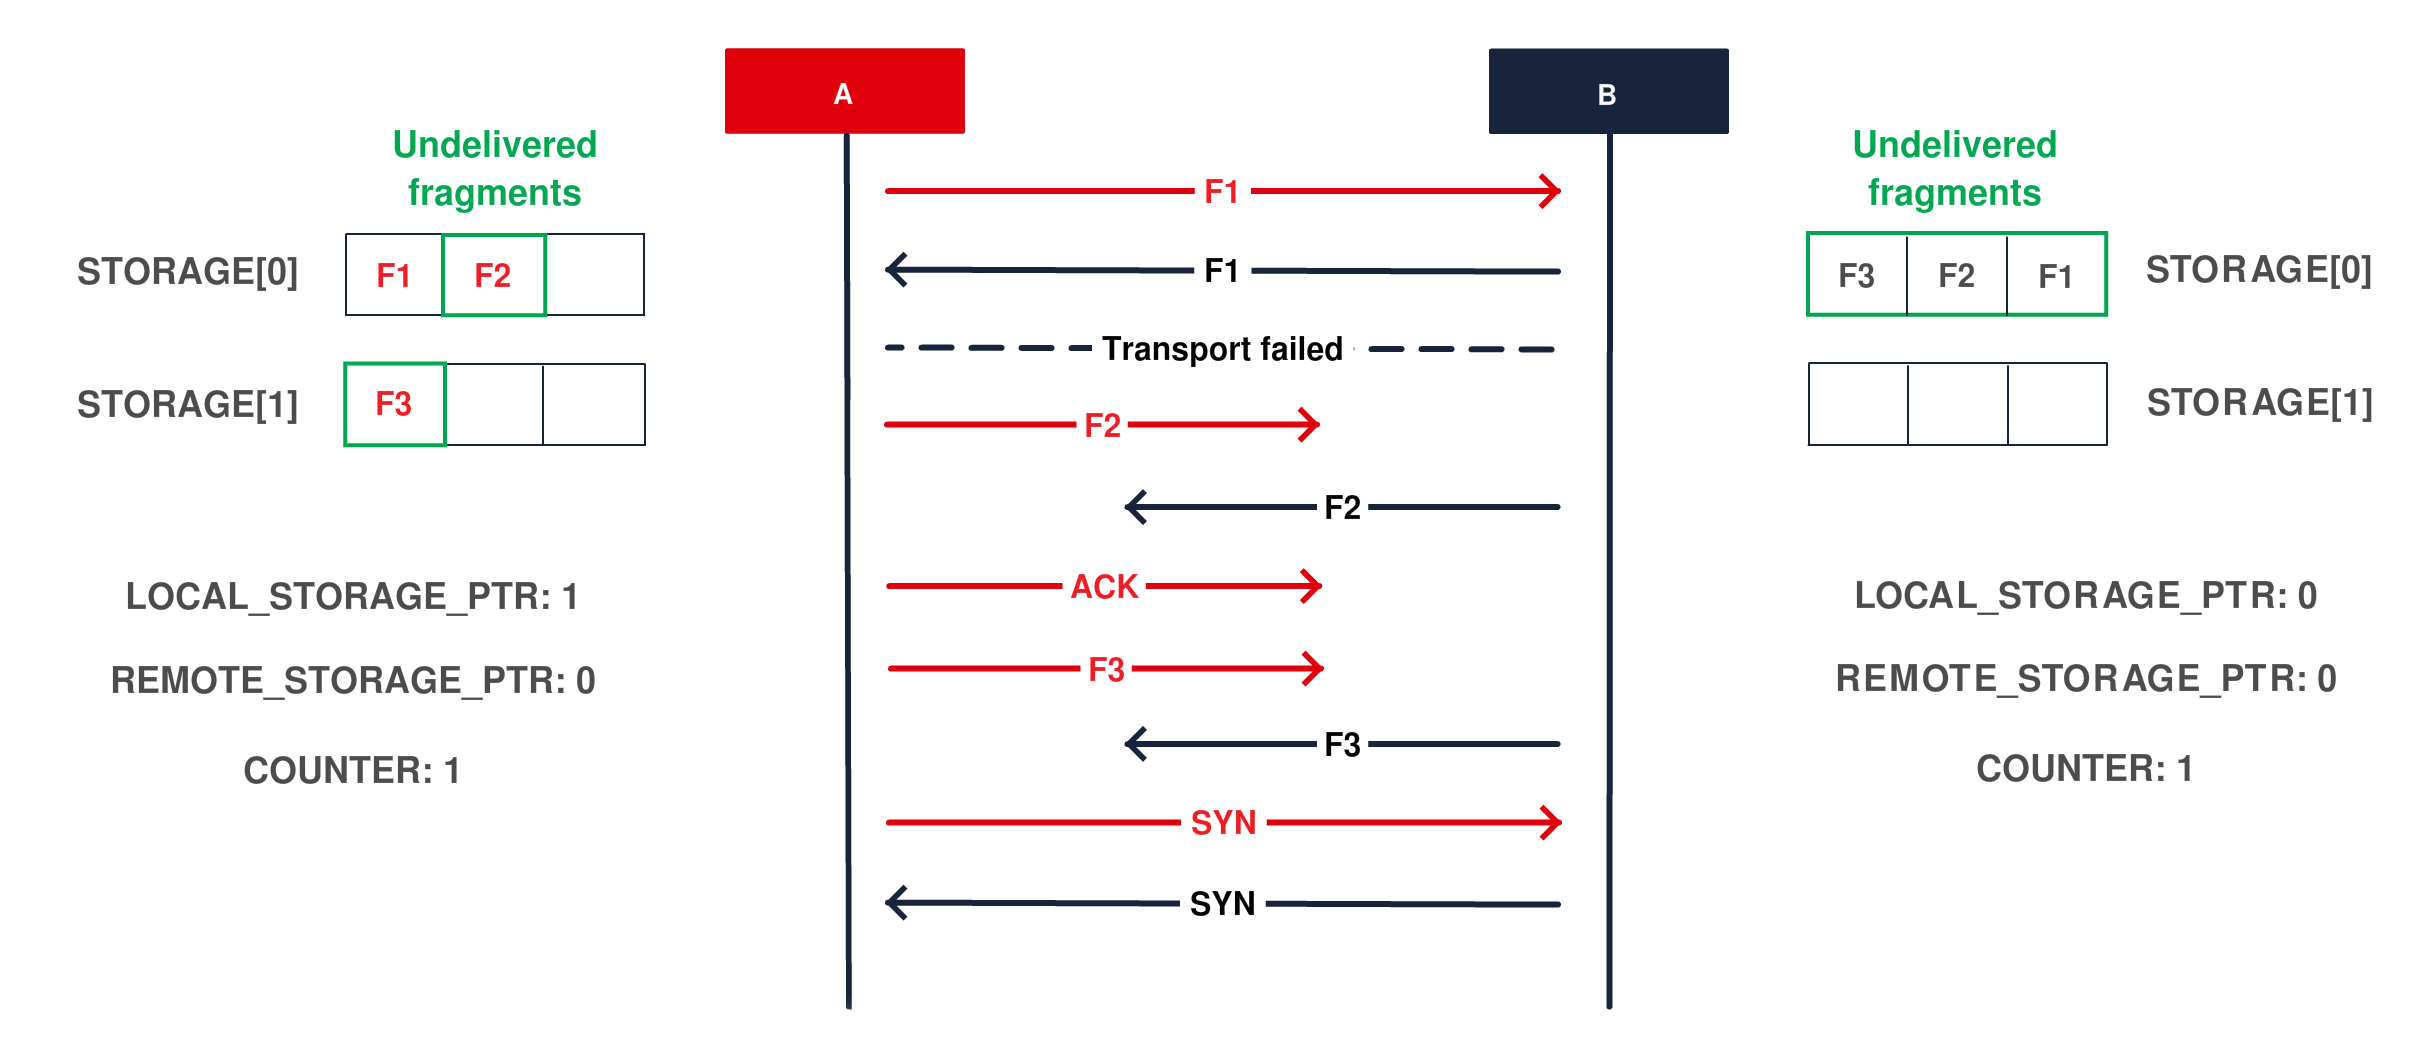 A
B
Undelivered
fragments
Undelivered
fragments
STORAGE[0]
F1
F2
F3
F2
F1
STORAGE[0]
STORAGE[1]
F3
STORAGE[1]
F1
F1
Transport failed
F2
F2
ACK
F3
F3
SYN
SYN
LOCAL_STORAGE_PTR: 1
REMOTE_STORAGE_PTR: 0
COUNTER: 1
LOCAL_STORAGE_PTR: 0
REMOTE_STORAGE_PTR: 0
COUNTER: 1